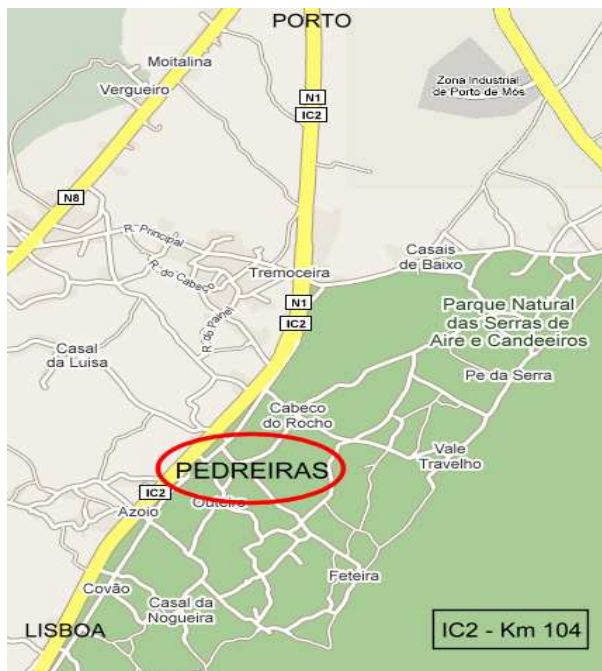 PORTO
Moitalina
Vergueiro
Zona Industrial
de Porto de Mós
N1
IC2
N8
R. Principal
R. do Cabeço
Tremoceira
Casais
de Baixo
R. do Painel
N1
IC2
Parque Natural
das Serras de
Aire e Candeeiros
Casal
da Luisa
Pe da Serra
Cabeco
do Rocho
Vale
Travelho
PEDREIRAS
IC2
Outeiro
Azoio
Feteira
Covão
Casal da
Nogueira
LISBOA
IC2 - Km 104